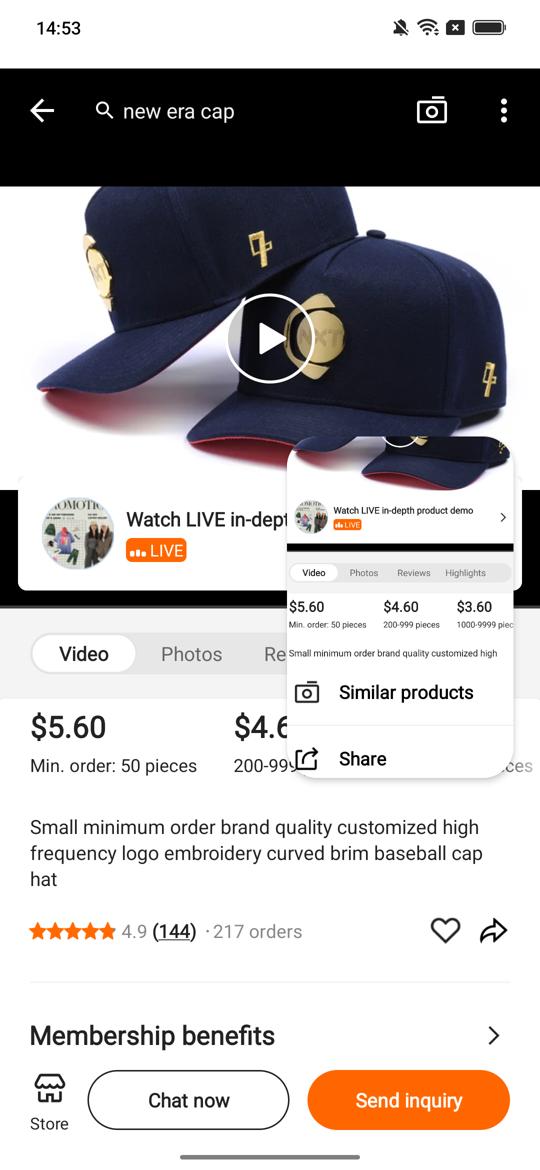 14:53
new era cap
NXT
Watch LIVE in-dept
LIVE
Watch LIVE in-depth product demo
LIVE
Video Photos Reviews Highlights
$5.60 $4.60 $3.60
Min. order: 50 pieces 200-999 pieces 1000-9999 piec
Small minimum order brand quality customized high
Similar products
Share
Video Photos Re
$5.60 $4.6
Min. order: 50 pieces 200-999 ces
Small minimum order brand quality customized high
frequency logo embroidery curved brim baseball cap
hat
4.9 (144) · 217 orders
Membership benefits
Store
Chat now
Send inquiry